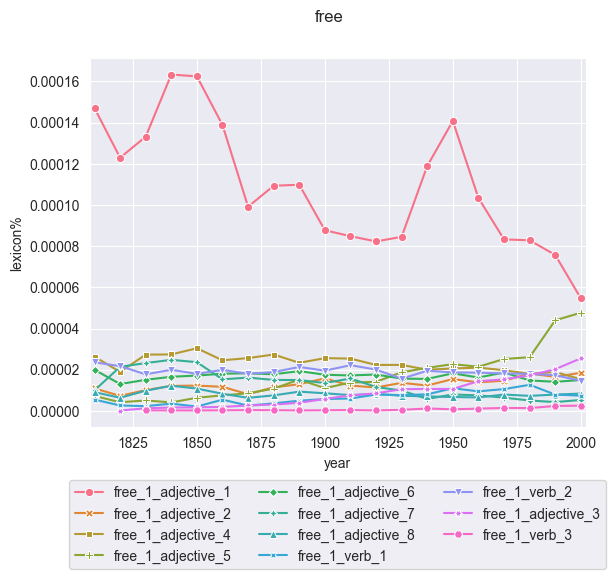 free
0.00016
0.00014
0.00012
0.00010
0.00008
0.00006
0.00004
0.00002
0.00000
lexicon%
1825 1850 1875 1900 1925 1950 1975 2000
year
free_1_adjective_1 free_1_adjective_6 free_1_verb_2
free_1_adjective_2 free_1_adjective_7 free_1_adjective_3
free_1_adjective_4 free_1_adjective_8 free_1_verb_3
free_1_adjective_5 free_1_verb_1